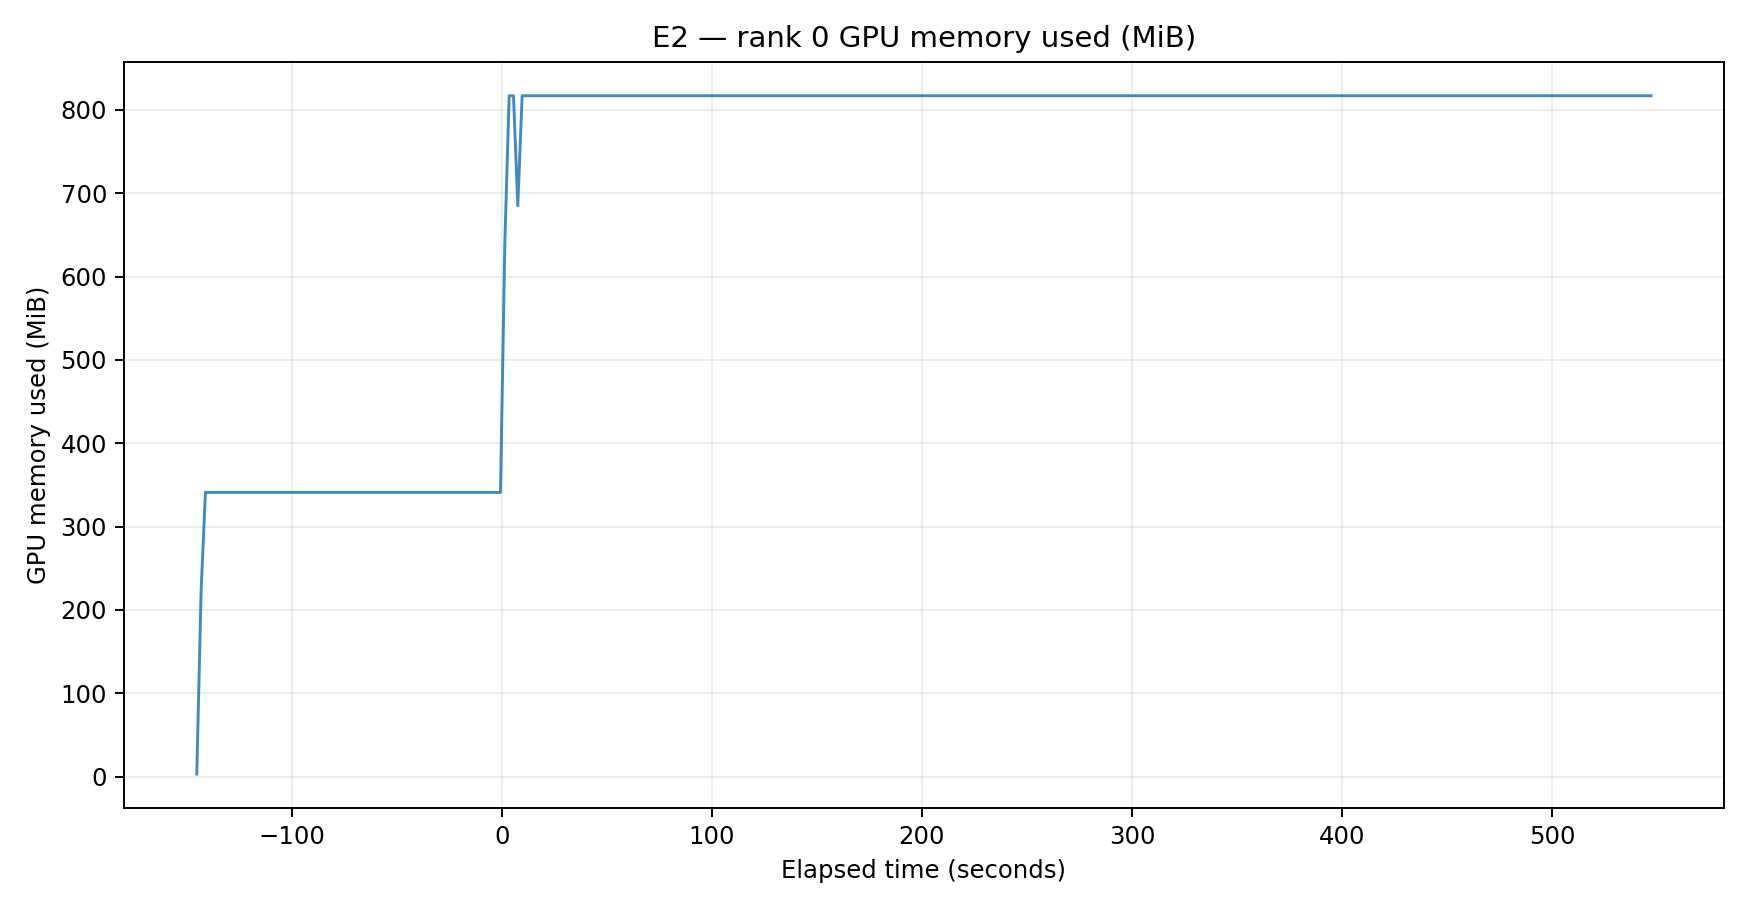 E2 — rank 0 GPU memory used (MiB)
GPU memory used (MiB)
800
700
600
500
400
300
200
100
0
−100 0 100 200 300 400 500
Elapsed time (seconds)